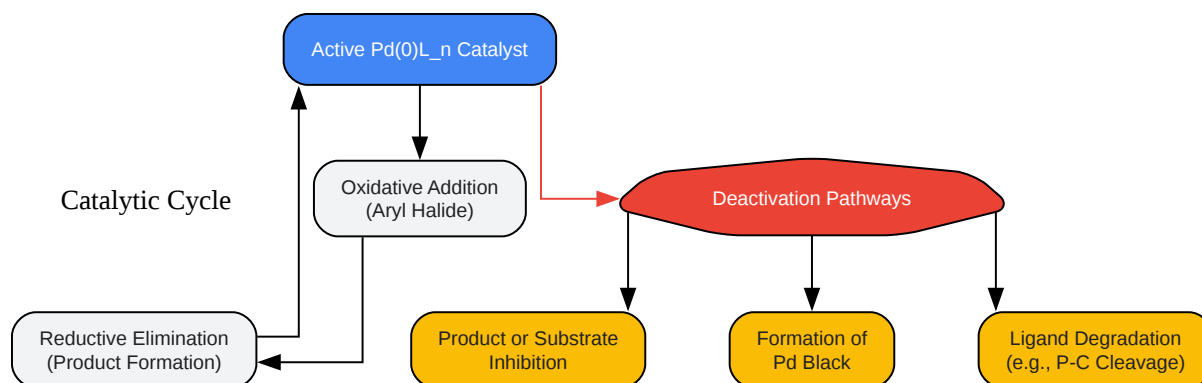 Active Pd(0)L_n Catalyst
Oxidative Addition
(Aryl Halide)
Catalytic Cycle
Deactivation Pathways
Reductive Elimination
(Product Formation)
Product or Substrate
Inhibition
Formation of
Pd Black
Ligand Degradation
(e.g., P-C Cleavage)